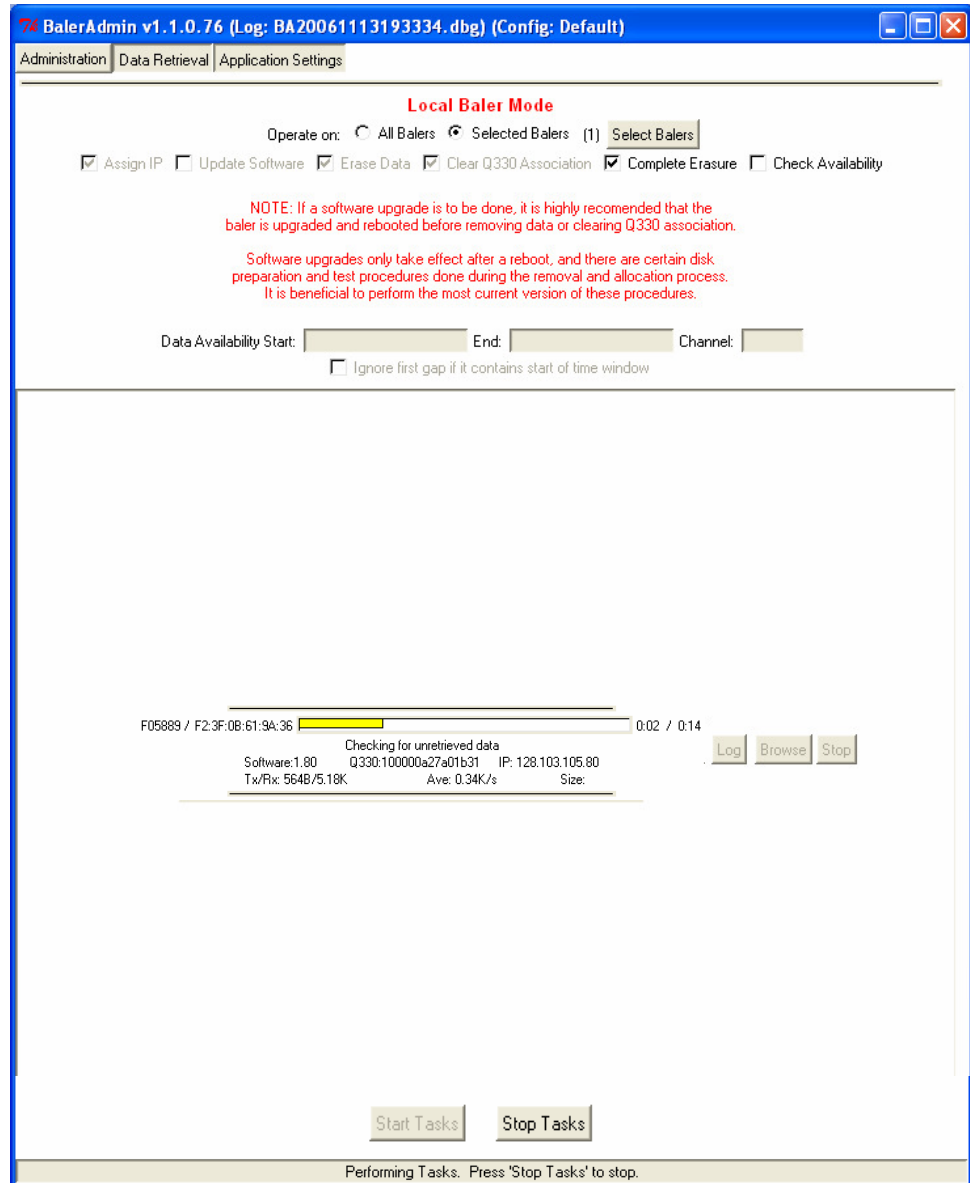 BalerAdmin v1.1.0.76 (Log: BA20061113193334.dbg) (Config: Default)
Administration Data Retrieval Application Settings
Local Baler Mode
Operate on: All Balers Selected Balers (1) Select Balers
Assign IP Update Software Erase Data Clear Q330 Association Complete Erasure Check Availability
NOTE: If a software upgrade is to be done, it is highly recomended that the
baler is upgraded and rebooted before removing data or clearing Q330 association.
Software upgrades only take effect after a reboot, and there are certain disk
preparation and test procedures done during the removal and allocation process.
It is beneficial to perform the most current version of these procedures.
Data Availability Start: End: Channel:
Ignore first gap if it contains start of time window
F05889 / F2:3F:0B:61:9A:36 0:02 / 0:14
Checking for unretrieved data
Log Browse Stop
Software:1.80 Q330:100000a27a01b31 IP: 128.103.105.80
Tx/Rx: 564B/5.18K Ave: 0.34K/s Size:
Start Tasks Stop Tasks
Performing Tasks. Press 'Stop Tasks' to stop.